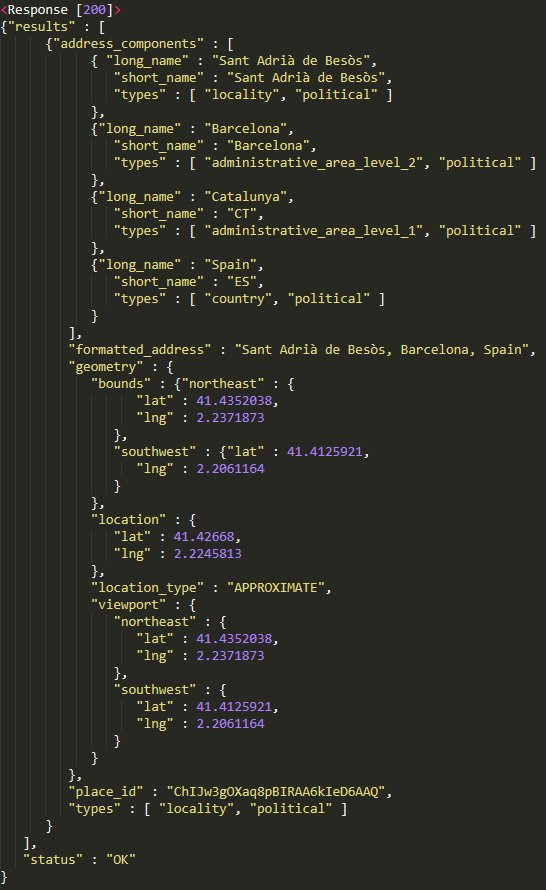 <Response [200]>
{"results" : [
{"address_components" : [
{ "long_name" : "Sant Adrià de Besòs",
"short_name" : "Sant Adrià de Besòs",
"types" : [ "locality", "political" ]
},
{"long_name" : "Barcelona",
"short_name" : "Barcelona",
"types" : [ "administrative_area_level_2", "political" ]
},
{"long_name" : "Catalunya",
"short_name" : "CT",
"types" : [ "administrative_area_level_1", "political" ]
},
{"long_name" : "Spain",
"short_name" : "ES",
"types" : [ "country", "political" ]
}
],
"formatted_address" : "Sant Adrià de Besòs, Barcelona, Spain",
"geometry" : {
"bounds" : {"northeast" : {
"lat" : 41.4352038,
"lng" : 2.2371873
},
"southwest" : {"lat" : 41.4125921,
"lng" : 2.2061164
}
},
"location" : {
"lat" : 41.42668,
"lng" : 2.2245813
},
"location_type" : "APPROXIMATE",
"viewport" : {
"northeast" : {
"lat" : 41.4352038,
"lng" : 2.2371873
},
"southwest" : {
"lat" : 41.4125921,
"lng" : 2.2061164
}
}
},
"place_id" : "ChIJw3gOXaq8pBIRAA6kIeD6AAQ",
"types" : [ "locality", "political" ]
}
],
"status" : "OK"
}